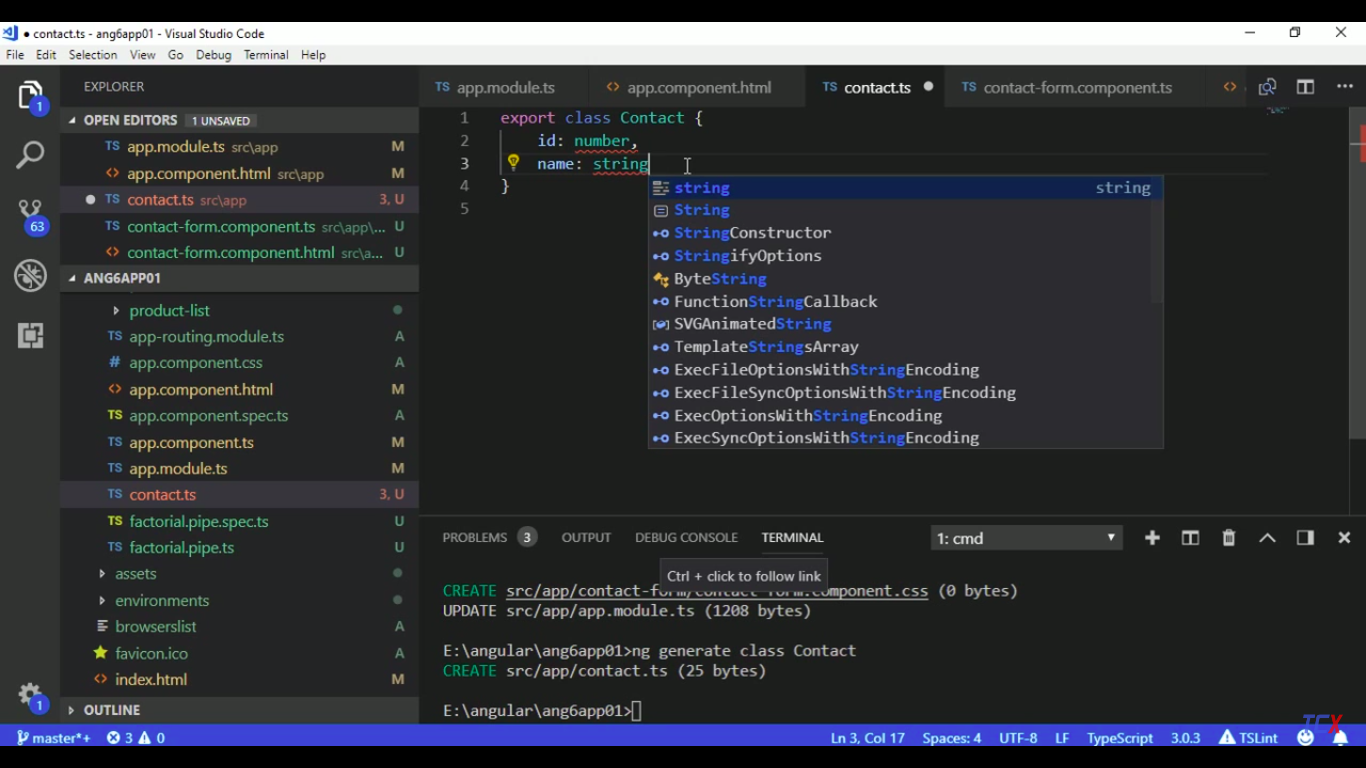 ● contact.ts - ang6app01 - Visual Studio Code
File Edit Selection View Go Debug Terminal Help
EXPLORER
OPEN EDITORS 1 UNSAVED
TS app.module.ts src\app M
<> app.component.html src\app M
● TS contact.ts src\app 3, U
TS contact-form.component.ts src\app\... U
<> contact-form.component.html src\a... U
ANG6APP01
product-list
TS app-routing.module.ts A
# app.component.css A
<> app.component.html M
TS app.component.spec.ts A
TS app.component.ts M
TS app.module.ts M
TS contact.ts 3, U
TS factorial.pipe.spec.ts U
TS factorial.pipe.ts U
assets
environments
browserslist A
favicon.ico A
<> index.html M
OUTLINE
1
63
1
TS app.module.ts <> app.component.html TS contact.ts ● TS contact-form.component.ts <>
1 export class Contact {
2 id: number,
3 name: string
4 }
5
string string
String
StringConstructor
StringifyOptions
ByteString
FunctionStringCallback
SVGAnimatedString
TemplateStringsArray
ExecFileOptionsWithStringEncoding
ExecFileSyncOptionsWithStringEncoding
ExecOptionsWithStringEncoding
ExecSyncOptionsWithStringEncoding
PROBLEMS 3 OUTPUT DEBUG CONSOLE TERMINAL 1: cmd
Ctrl + click to follow link
CREATE src/app/contact-form/contact-form.component.css (0 bytes)
UPDATE src/app/app.module.ts (1208 bytes)
E:\angular\ang6app01>ng generate class Contact
CREATE src/app/contact.ts (25 bytes)
E:\angular\ang6app01>
master*+ 3 0 Ln 3, Col 17 Spaces: 4 UTF-8 LF TypeScript 3.0.3 TSLint
TCX